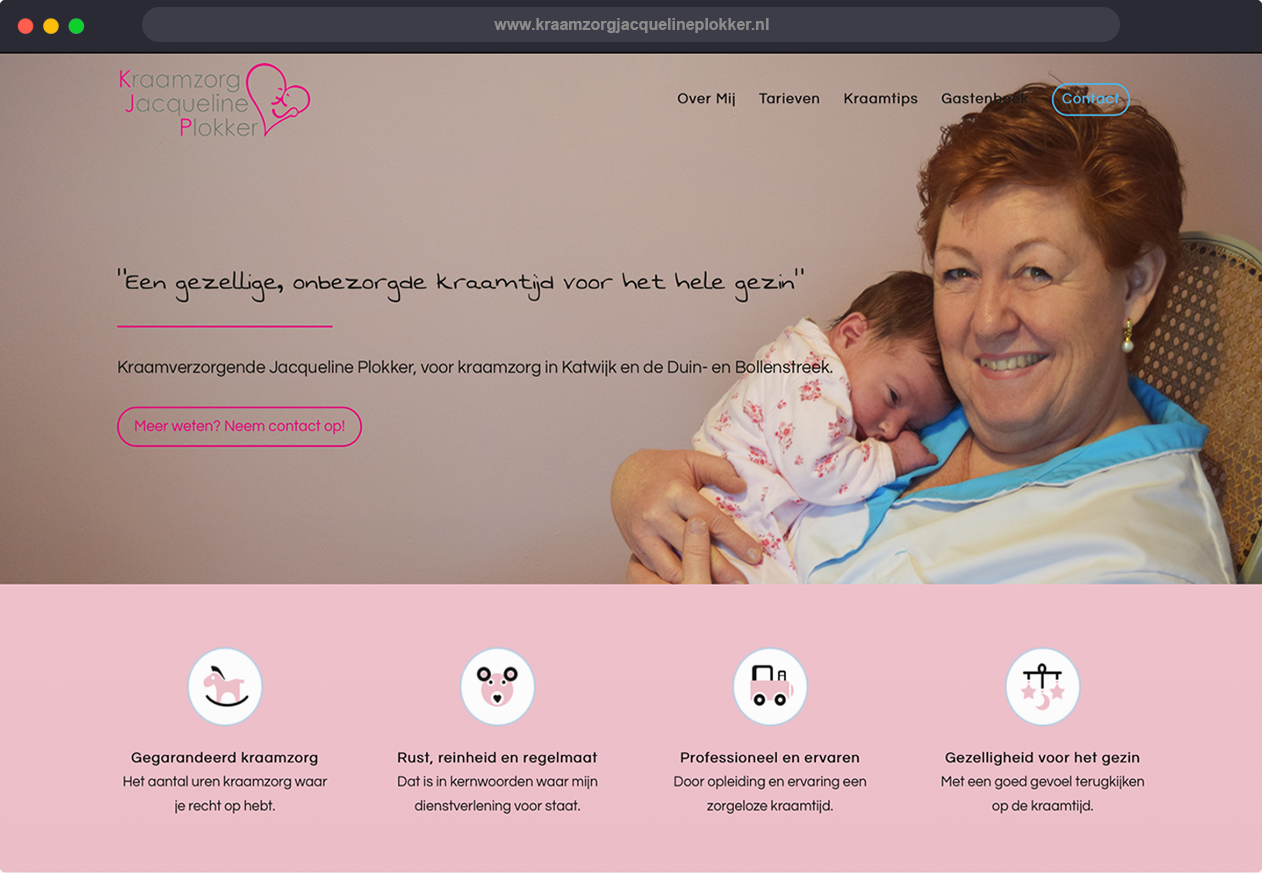 www.kraamzorgjacquelineplokker.nl
Kraamzorg
Jacqueline
Plokker
Over Mij Tarieven Kraamtips Gastenboek Contact
"Een gezellige, onbezorgde kraamtijd voor het hele gezin"
Kraamverzorgende Jacqueline Plokker, voor kraamzorg in Katwijk en de Duin- en Bollenstreek.
Meer weten? Neem contact op!
Gegarandeerd kraamzorg
Het aantal uren kraamzorg waar
je recht op hebt.
Rust, reinheid en regelmaat
Dat is in kernwoorden waar mijn
dienstverlening voor staat.
Professioneel en ervaren
Door opleiding en ervaring een
zorgeloze kraamtijd.
Gezelligheid voor het gezin
Met een goed gevoel terugkijken
op de kraamtijd.